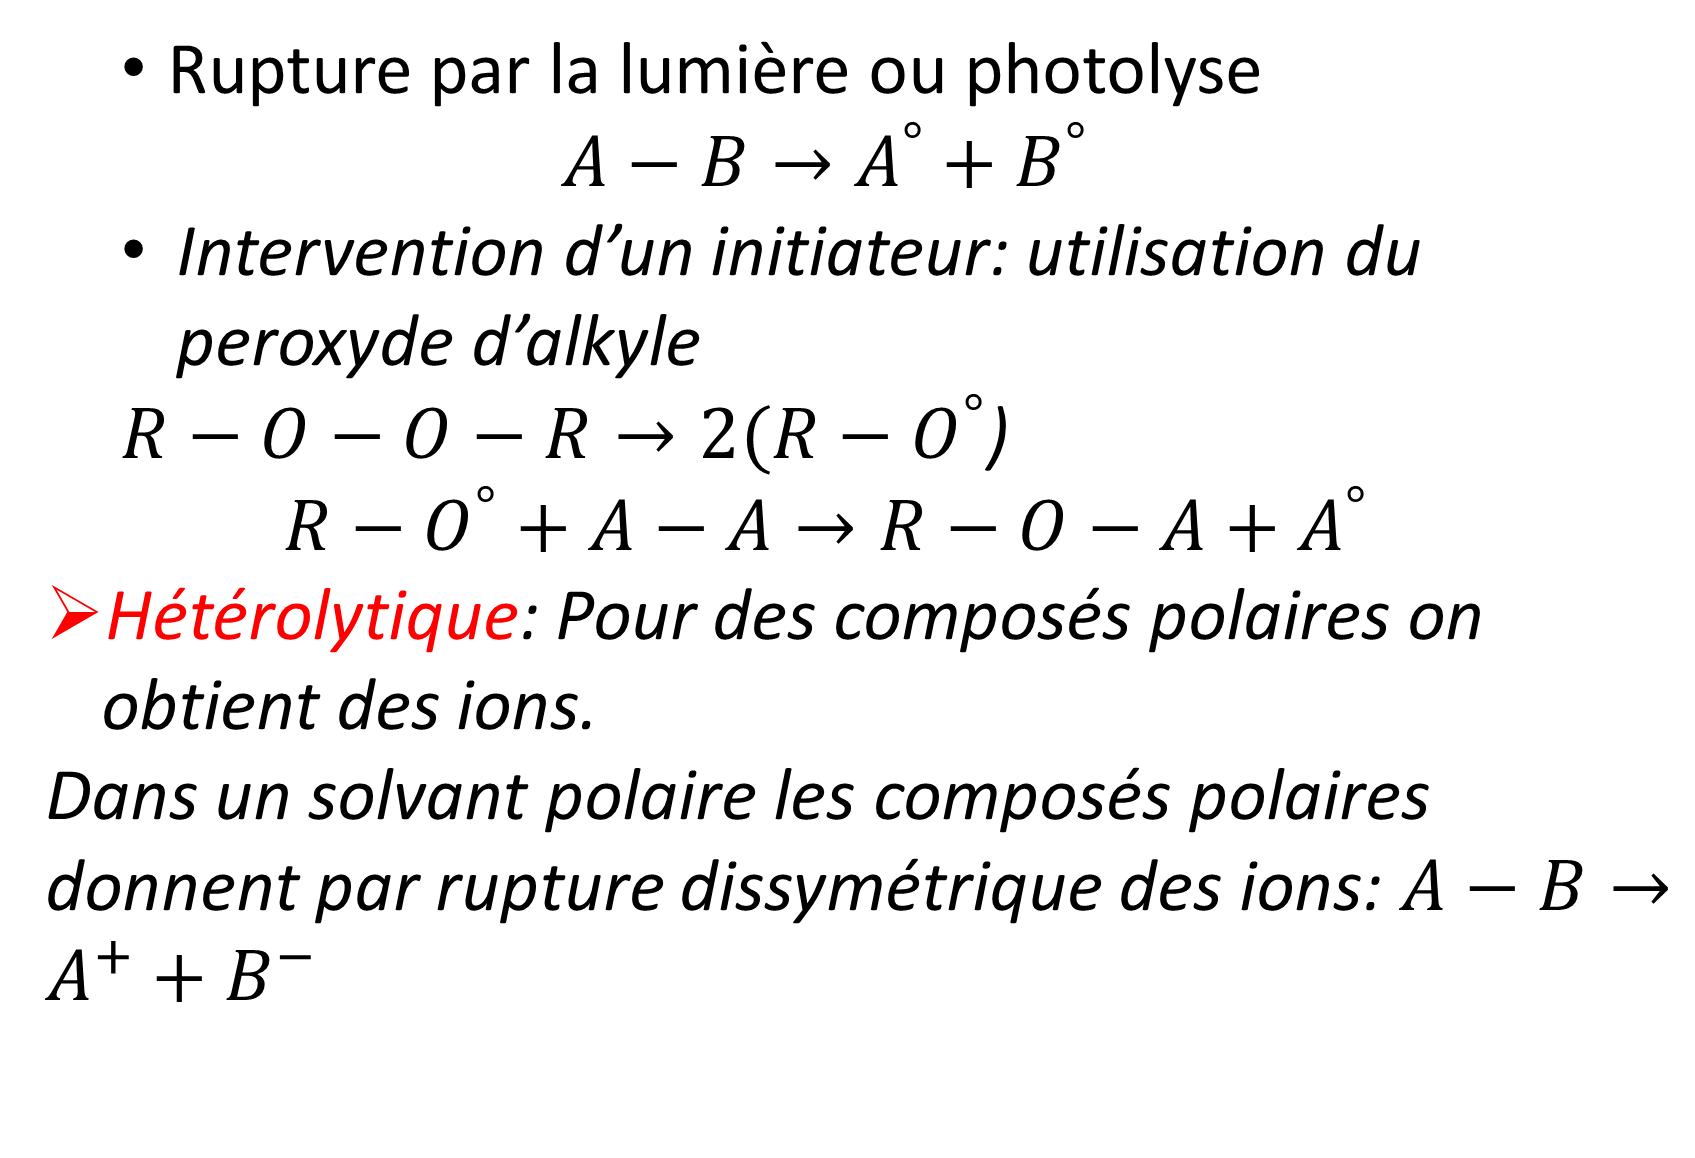 • Rupture par la lumière ou photolyse
A − B → A° + B°
• Intervention d’un initiateur: utilisation du
peroxyde d’alkyle
R − O − O − R → 2(R − O°)
R − O° + A − A → R − O − A + A°
➢Hétérolytique: Pour des composés polaires on
obtient des ions.
Dans un solvant polaire les composés polaires
donnent par rupture dissymétrique des ions: A − B →
A⁺ + B⁻